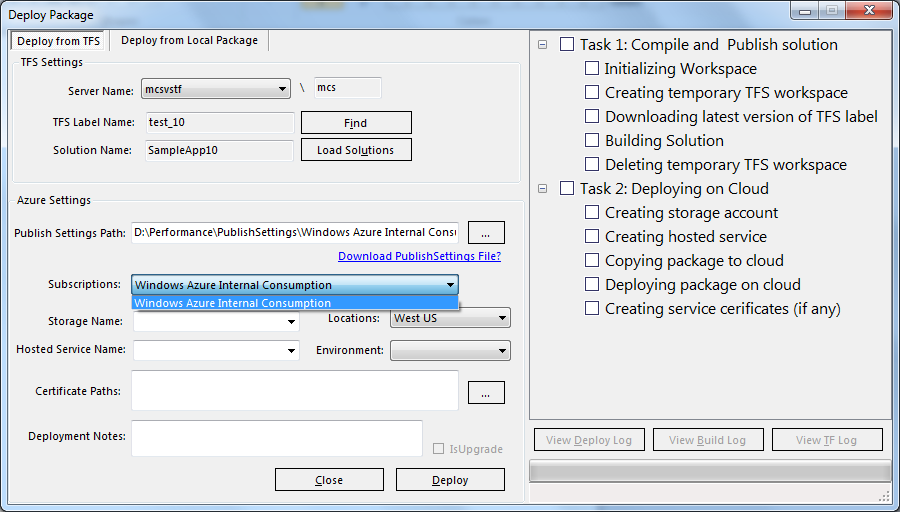 Deploy Package
Deploy from TFS
Deploy from Local Package
TFS Settings
Server Name: mcsvstf \ mcs
TFS Label Name: test_10 Find
Solution Name: SampleApp10 Load Solutions
Azure Settings
Publish Settings Path: D:\Performance\PublishSettings\Windows Azure Internal Consu ...
Download PublishSettings File?
Subscriptions: Windows Azure Internal Consumption
Windows Azure Internal Consumption
Storage Name: Locations: West US
Hosted Service Name: Environment:
Certificate Paths: ...
Deployment Notes:
IsUpgrade
Close Deploy
Task 1: Compile and Publish solution
Initializing Workspace
Creating temporary TFS workspace
Downloading latest version of TFS label
Building Solution
Deleting temporary TFS workspace
Task 2: Deploying on Cloud
Creating storage account
Creating hosted service
Copying package to cloud
Deploying package on cloud
Creating service cerificates (if any)
View Deploy Log View Build Log View TF Log